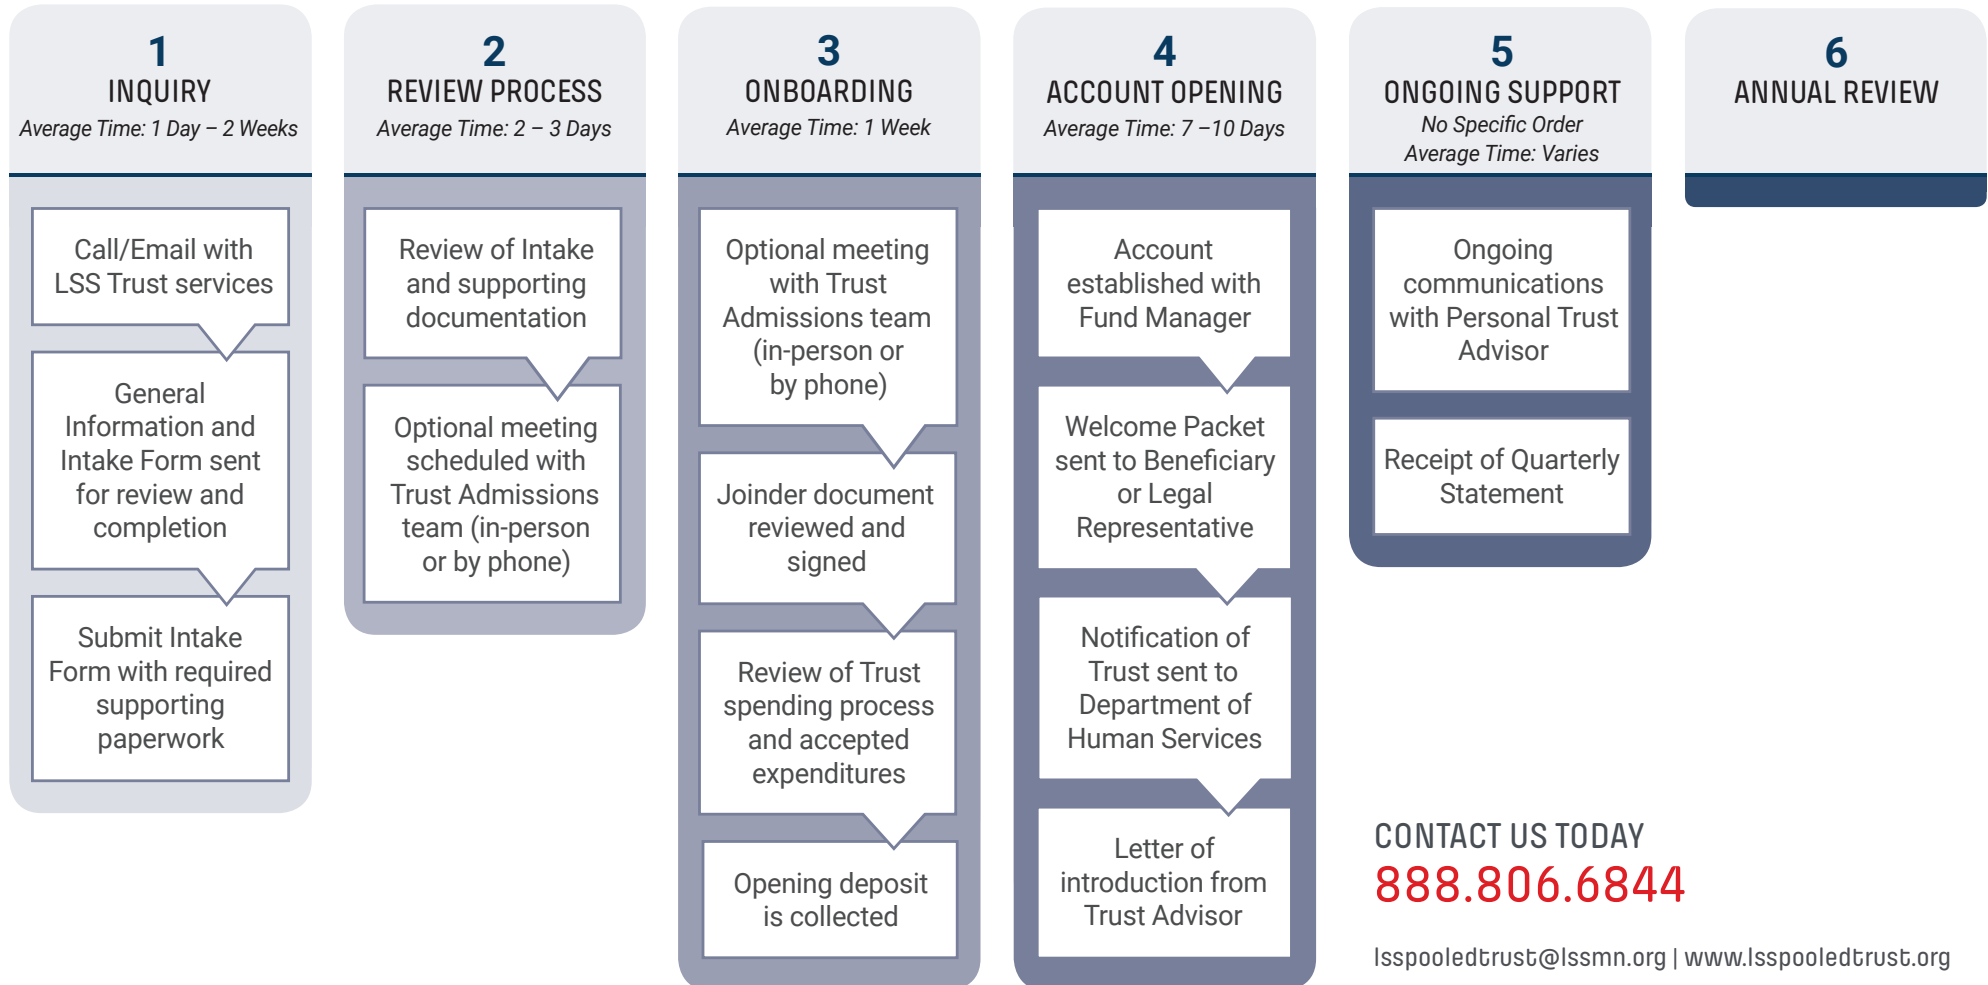 1
INQUIRY
Average Time: 1 Day – 2 Weeks
Call/Email with
LSS Trust services
General
Information and
Intake Form sent
for review and
completion
Submit Intake
Form with required
supporting
paperwork
2
REVIEW PROCESS
Average Time: 2 – 3 Days
Review of Intake
and supporting
documentation
Optional meeting
scheduled with
Trust Admissions
team (in-person
or by phone)
3
ONBOARDING
Average Time: 1 Week
Optional meeting
with Trust
Admissions team
(in-person or
by phone)
Joinder document
reviewed and
signed
Review of Trust
spending process
and accepted
expenditures
Opening deposit
is collected
4
ACCOUNT OPENING
Average Time: 7 –10 Days
Account
established with
Fund Manager
Welcome Packet
sent to Beneficiary
or Legal
Representative
Notification of
Trust sent to
Department of
Human Services
Letter of
introduction from
Trust Advisor
5
ONGOING SUPPORT
No Specific Order
Average Time: Varies
Ongoing
communications
with Personal Trust
Advisor
Receipt of Quarterly
Statement
6
ANNUAL REVIEW
CONTACT US TODAY
888.806.6844
lsspooledtrust@lssmn.org | www.lsspooledtrust.org